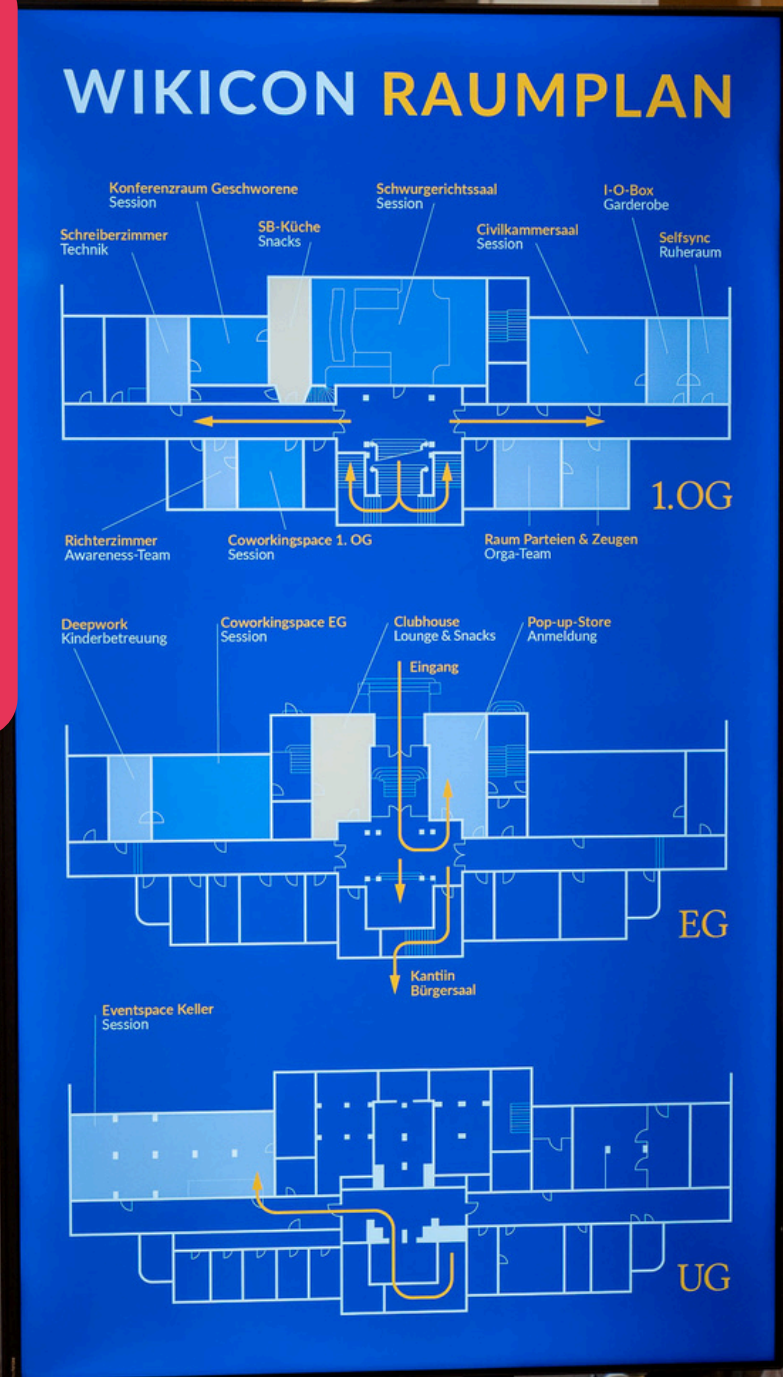 WIKICON RAUMPLAN
Konferenzraum Geschworene
Session
Schwurgerichtssaal
Session
I-O-Box
Garderobe
Schreiberzimmer
Technik
SB-Küche
Snacks
Civilkammersaal
Session
Selfsync
Ruheraum
1.OG
Richterzimmer
Awareness-Team
Coworkingspace 1. OG
Session
Raum Parteien & Zeugen
Orga-Team
Deepwork
Kinderbetreuung
Coworkingspace EG
Session
Clubhouse
Lounge & Snacks
Pop-up-Store
Anmeldung
Eingang
EG
Kantiin
Bürgersaal
Eventspace Keller
Session
UG